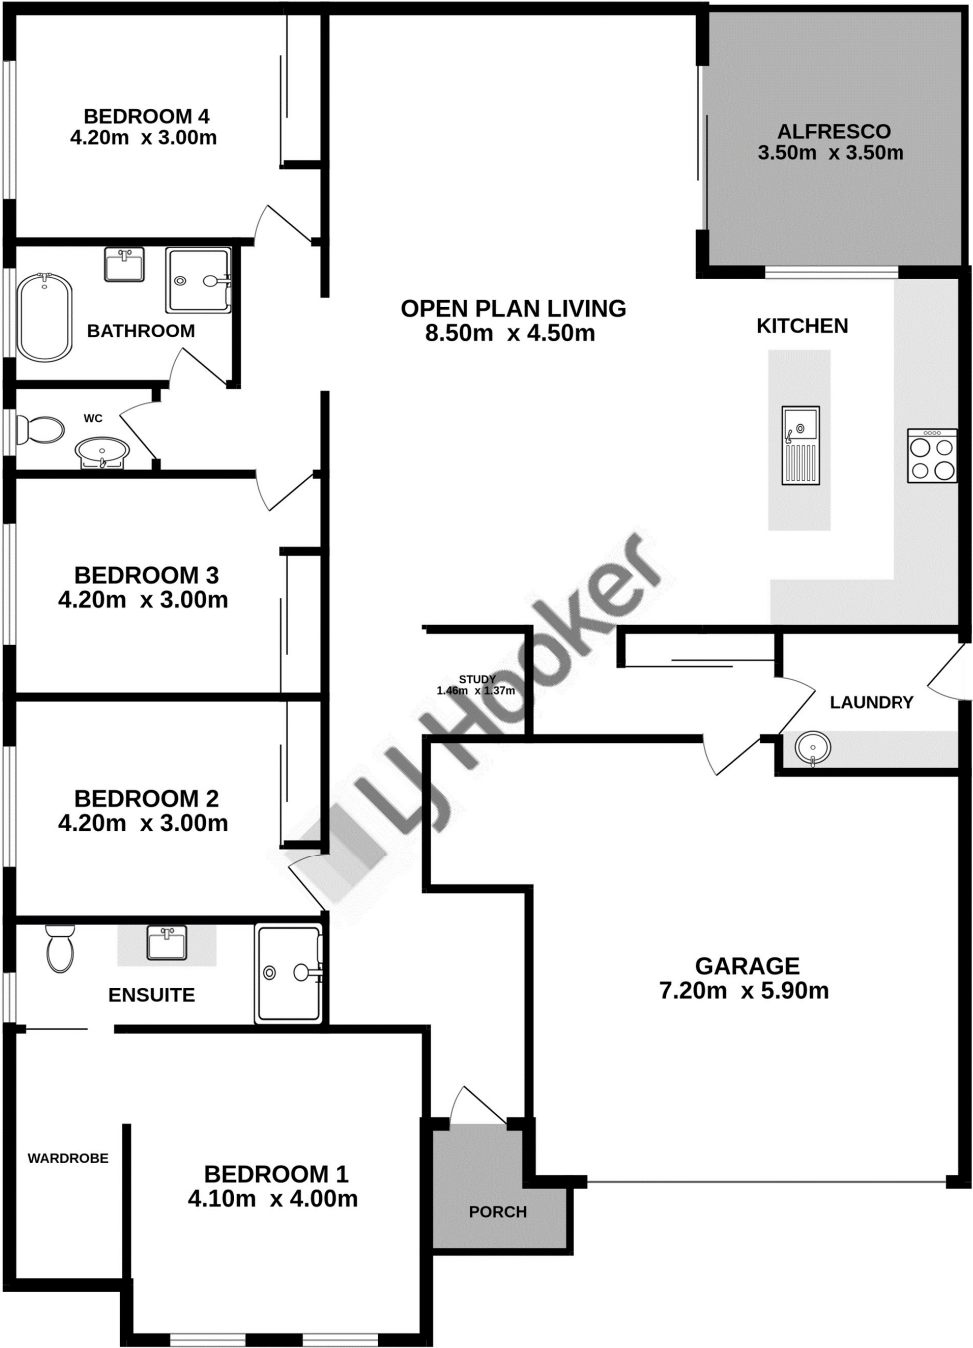 BEDROOM 4
4.20m x 3.00m
ALFRESCO
3.50m x 3.50m
BATHROOM
OPEN PLAN LIVING
8.50m x 4.50m
KITCHEN
WC
BEDROOM 3
4.20m x 3.00m
STUDY
1.46m x 1.37m
LAUNDRY
LJ Hooker
BEDROOM 2
4.20m x 3.00m
ENSUITE
GARAGE
7.20m x 5.90m
WARDROBE
BEDROOM 1
4.10m x 4.00m
PORCH